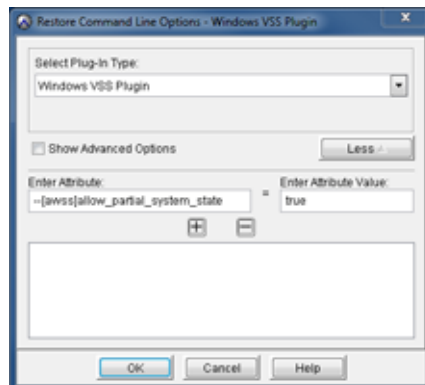 Restore Command Line Options - Windows VSS Plugin
Select Plug-In Type:
Windows VSS Plugin
Show Advanced Options
Less
Enter Attribute:
Enter Attribute Value:
--[avvss]allow_partial_system_state
=
true
OK
Cancel
Help